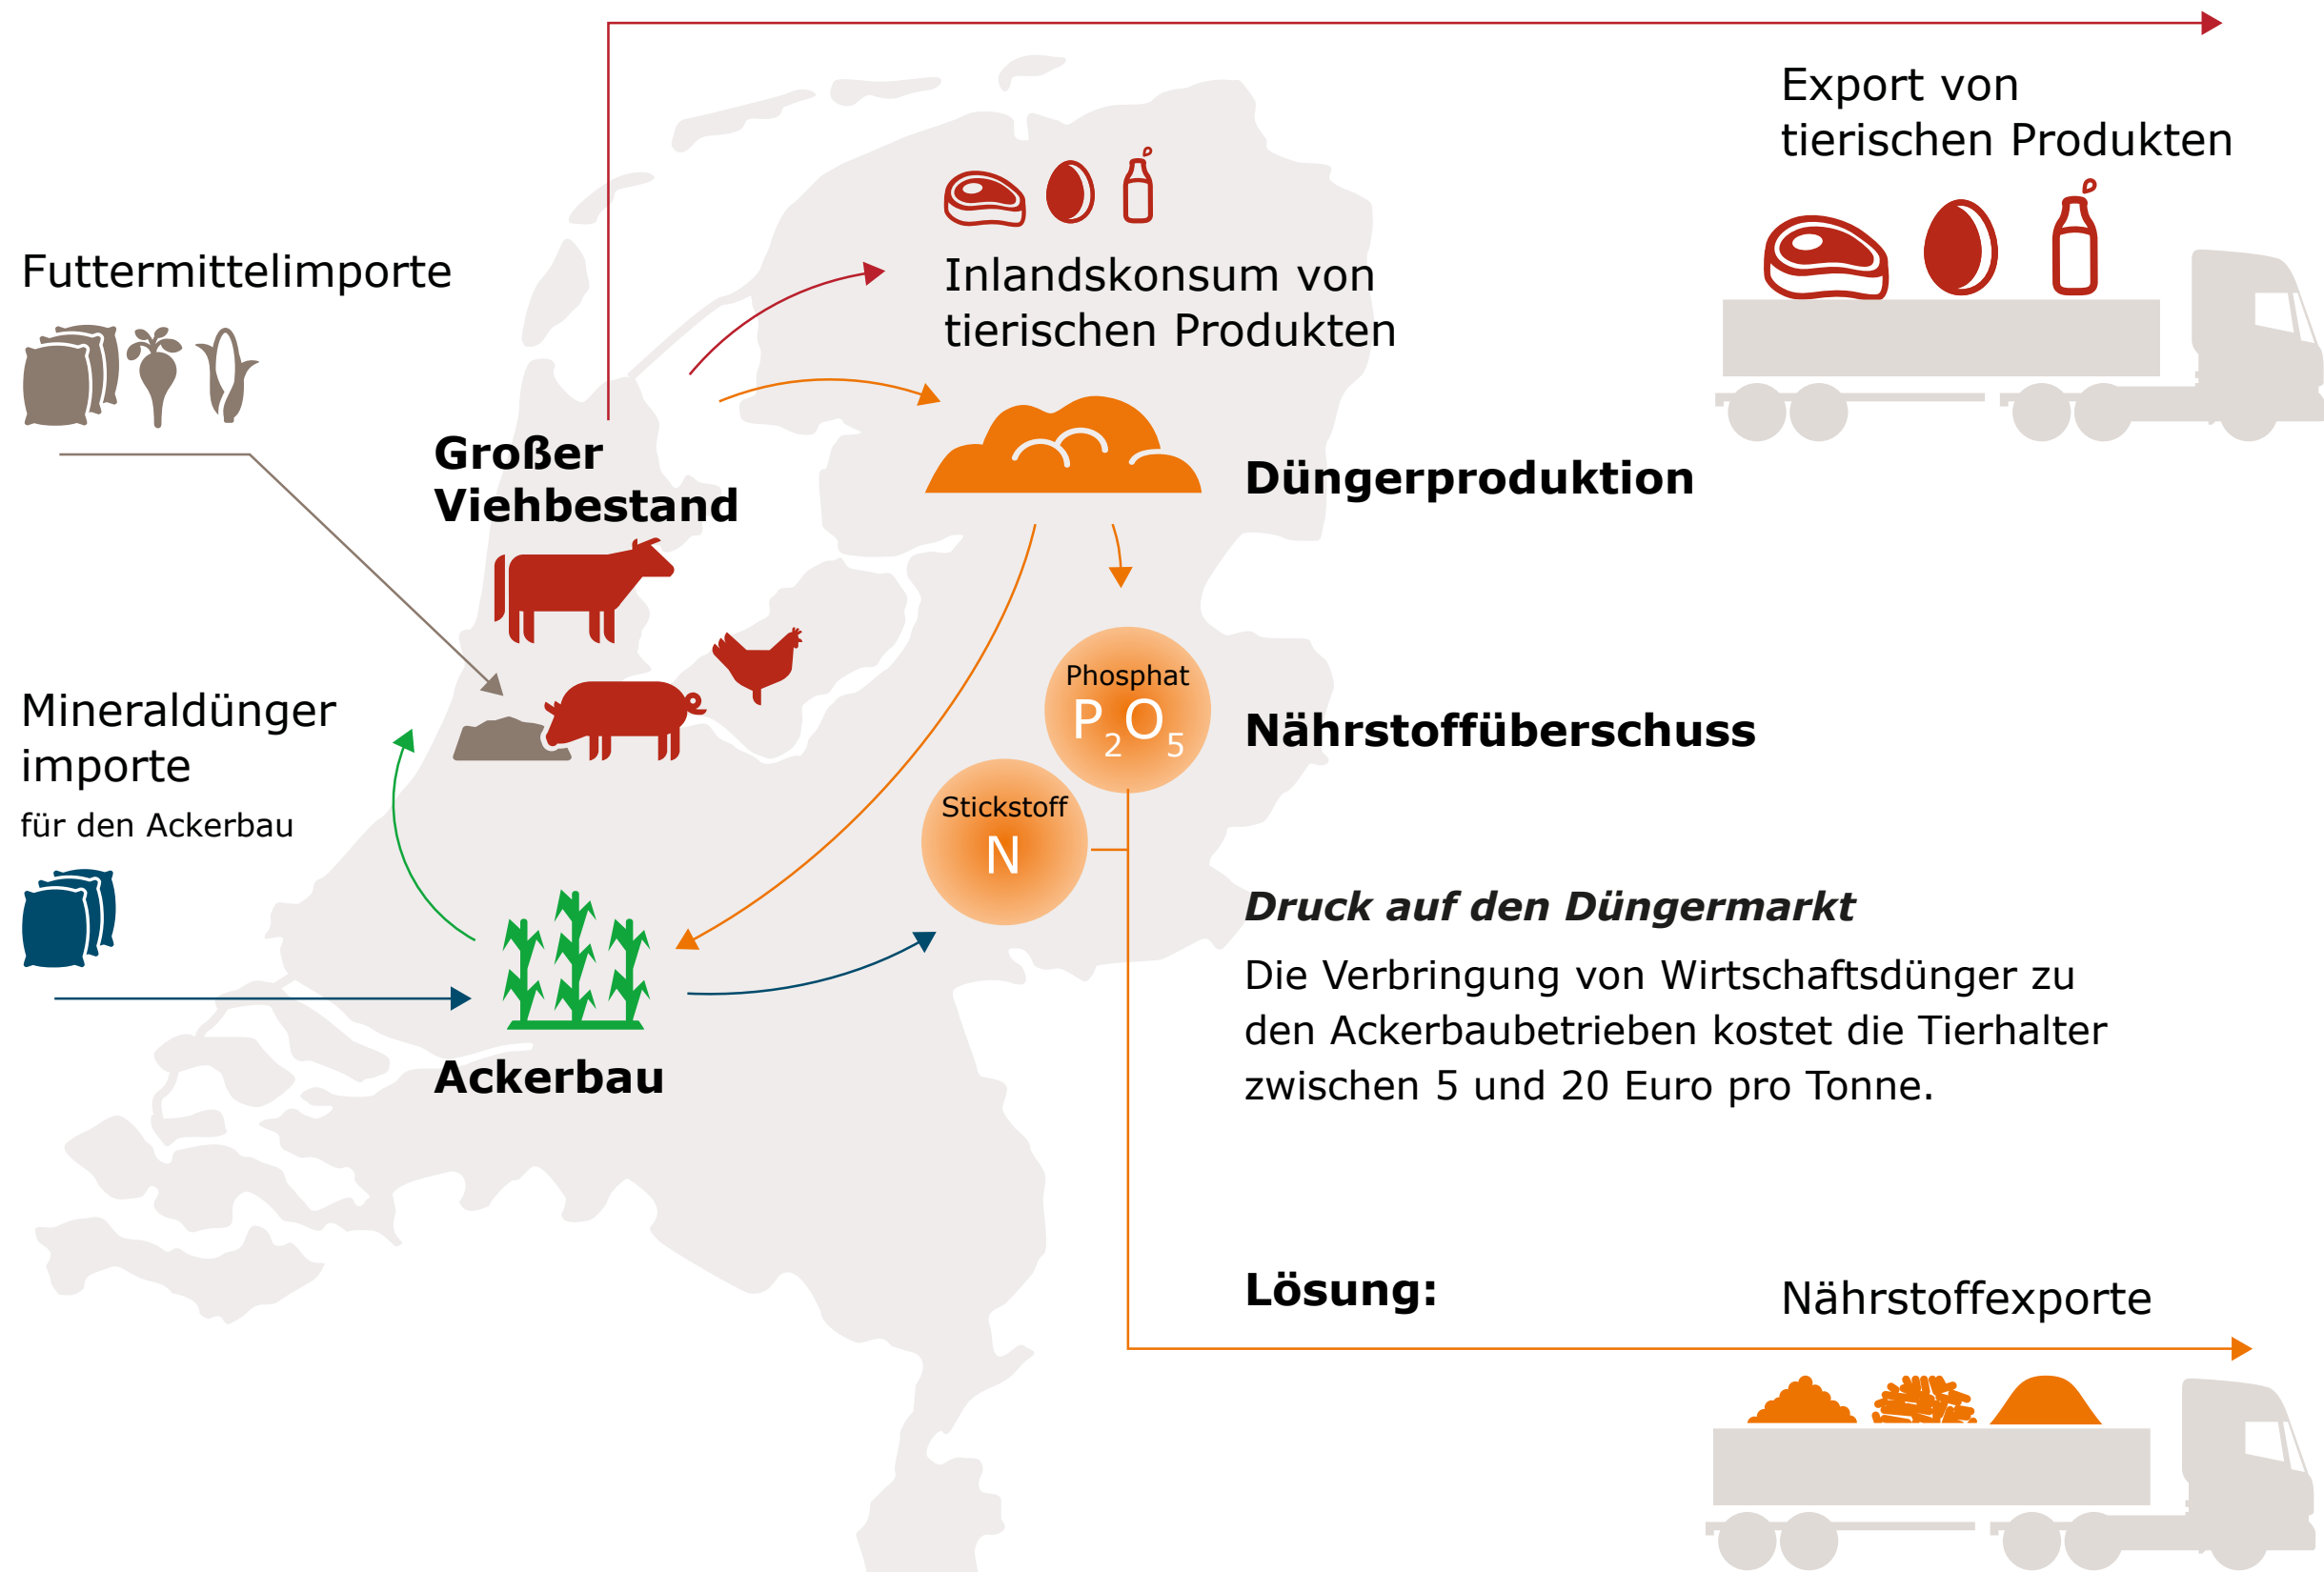 Export von
tierischen Produkten
Inlandskonsum von
tierischen Produkten
Futtermittelimporte
Großer
Viehbestand
Düngerproduktion
Mineraldünger
importe
für den Ackerbau
Phosphat
P2O5
Nährstoffüberschuss
Stickstoff
N
Druck auf den Düngermarkt
Die Verbringung von Wirtschaftsdünger zu
den Ackerbaubetrieben kostet die Tierhalter
zwischen 5 und 20 Euro pro Tonne.
Ackerbau
Lösung:
Nährstoffexporte